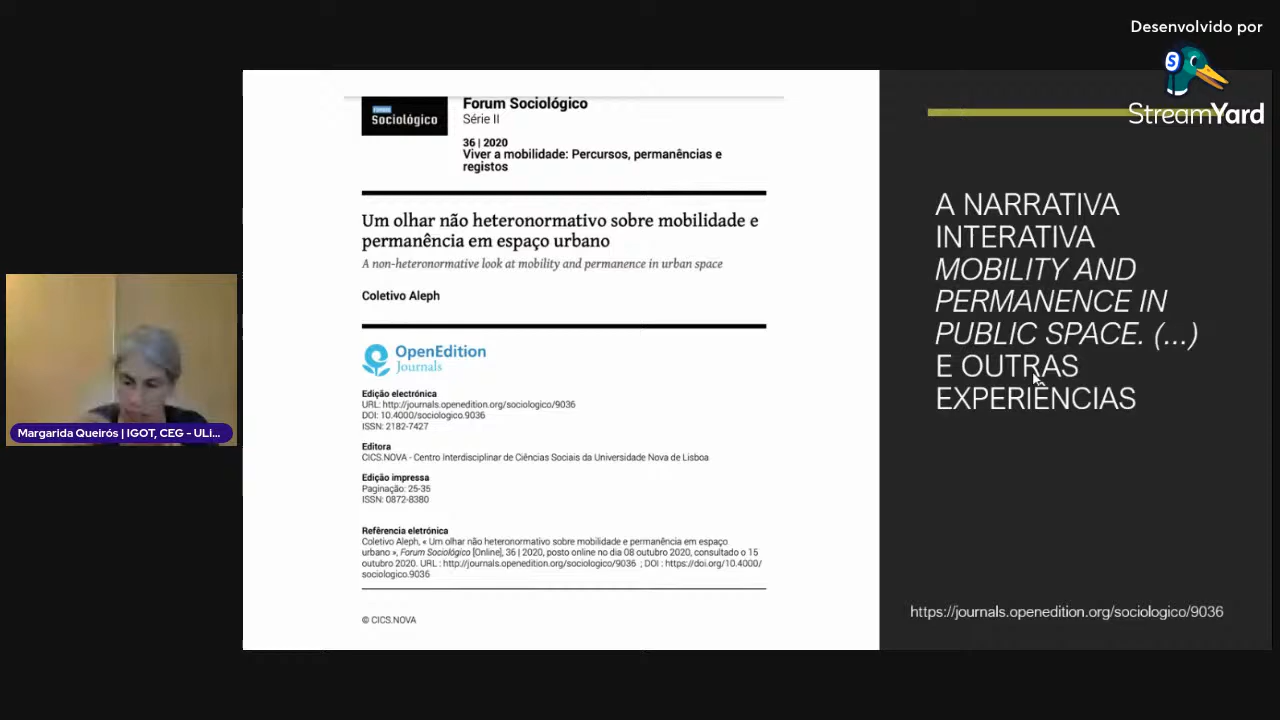 Desenvolvido por
S
StreamYard
FORUM
Sociológico
Forum Sociológico
Série II
36 | 2020
Viver a mobilidade: Percursos, permanências e
registos
Um olhar não heteronormativo sobre mobilidade e
permanência em espaço urbano
A non-heteronormative look at mobility and permanence in urban space
Coletivo Aleph
OpenEdition
Journals
Edição electrónica
URL: http://journals.openedition.org/sociologico/9036
DOI: 10.4000/sociologico.9036
ISSN: 2182-7427
Editora
CICS.NOVA - Centro Interdisciplinar de Ciências Sociais da Universidade Nova de Lisboa
Edição impressa
Paginação: 25-35
ISSN: 0872-8380
Refêrencia eletrónica
Coletivo Aleph, « Um olhar não heteronormativo sobre mobilidade e permanência em espaço
urbano », Forum Sociológico [Online], 36 | 2020, posto online no dia 08 outubro 2020, consultado o 15
outubro 2020. URL : http://journals.openedition.org/sociologico/9036 ; DOI : https://doi.org/10.4000/
sociologico.9036
© CICS.NOVA
A NARRATIVA
INTERATIVA
MOBILITY AND
PERMANENCE IN
PUBLIC SPACE. (...)
E OUTRAS
EXPERIÊNCIAS
https://journals.openedition.org/sociologico/9036
Margarida Queirós | IGOT, CEG - ULi...